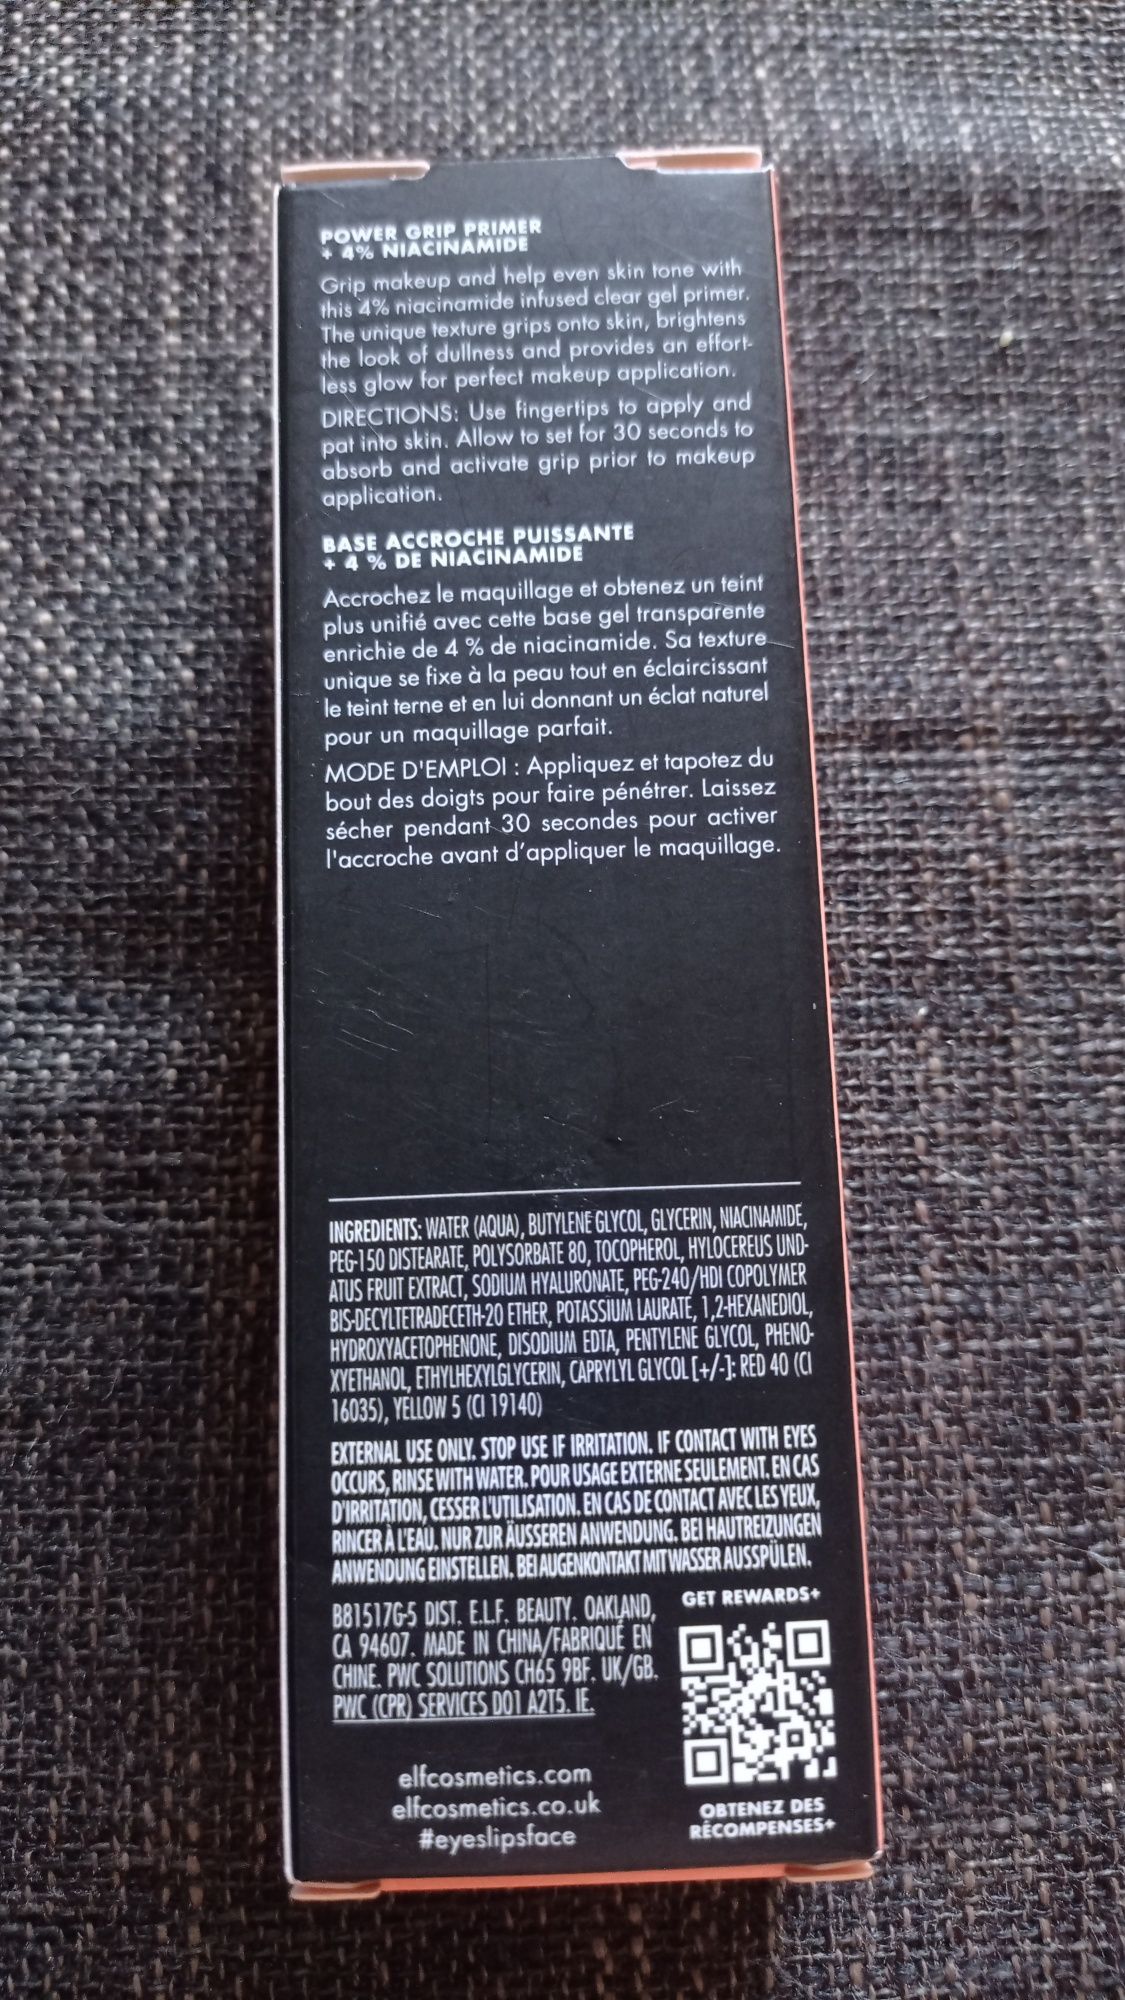 POWER GRIP PRIMER
+ 4% NIACINAMIDE
Grip makeup and help even skin tone with
this 4% niacinamide infused clear gel primer.
The unique texture grips onto skin, brightens
the look of dullness and provides an effort-
less glow for perfect makeup application.
DIRECTIONS: Use fingertips to apply and
pat into skin. Allow to set for 30 seconds to
absorb and activate grip prior to makeup
application.
BASE ACCROCHE PUISSANTE
+ 4 % DE NIACINAMIDE
Accrochez le maquillage et obtenez un teint
plus unifié avec cette base gel transparente
enrichie de 4 % de niacinamide. Sa texture
unique se fixe à la peau tout en éclaircissant
le teint terne et en lui donnant un éclat naturel
pour un maquillage parfait.
MODE D'EMPLOI : Appliquez et tapotez du
bout des doigts pour faire pénétrer. Laissez
sécher pendant 30 secondes pour activer
l'accroche avant d'appliquer le maquillage.
INGREDIENTS: WATER (AQUA), BUTYLENE GLYCOL, GLYCERIN, NIACINAMIDE,
PEG-150 DISTEARATE, POLYSORBATE 80, TOCOPHEROL, HYLOCEREUS UND-
ATUS FRUIT EXTRACT, SODIUM HYALURONATE, PEG-240/HDI COPOLYMER
BIS-DECYLTETRADECETH-20 ETHER, POTASSIUM LAURATE, 1,2-HEXANEDIOL,
HYDROXYACETOPHENONE, DISODIUM EDTA, PENTYLENE GLYCOL, PHENO-
XYETHANOL, ETHYLHEXYLGLYCERIN, CAPRYLYL GLYCOL [+/-]: RED 40 (CI
16035), YELLOW 5 (CI 19140)
EXTERNAL USE ONLY. STOP USE IF IRRITATION. IF CONTACT WITH EYES
OCCURS, RINSE WITH WATER. POUR USAGE EXTERNE SEULEMENT. EN CAS
D'IRRITATION, CESSER L'UTILISATION. EN CAS DE CONTACT AVEC LES YEUX,
RINCER À L'EAU. NUR ZUR ÄUSSEREN ANWENDUNG. BEI HAUTREIZUNGEN
ANWENDUNG EINSTELLEN. BEI AUGENKONTAKT MIT WASSER AUSSPÜLEN.
B81517G-5 DIST. E.L.F. BEAUTY. OAKLAND,
CA 94607. MADE IN CHINA/FABRIQUÉ EN
CHINE. PWC SOLUTIONS CH65 9BF. UK/GB.
PWC (CPR) SERVICES D01 A2T5. IE.
GET REWARDS+
OBTENEZ DES
RÉCOMPENSES+
elfcosmetics.com
elfcosmetics.co.uk
#eyeslipsface